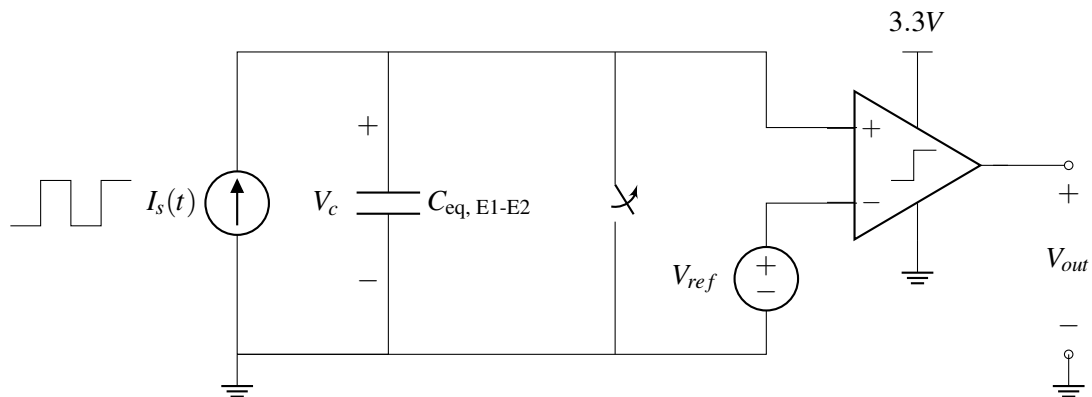 3.3V
+
+
I_s(t)
V_c
C_eq, E1-E2
−
+
−
V_ref
+
−
+
V_out
−
−